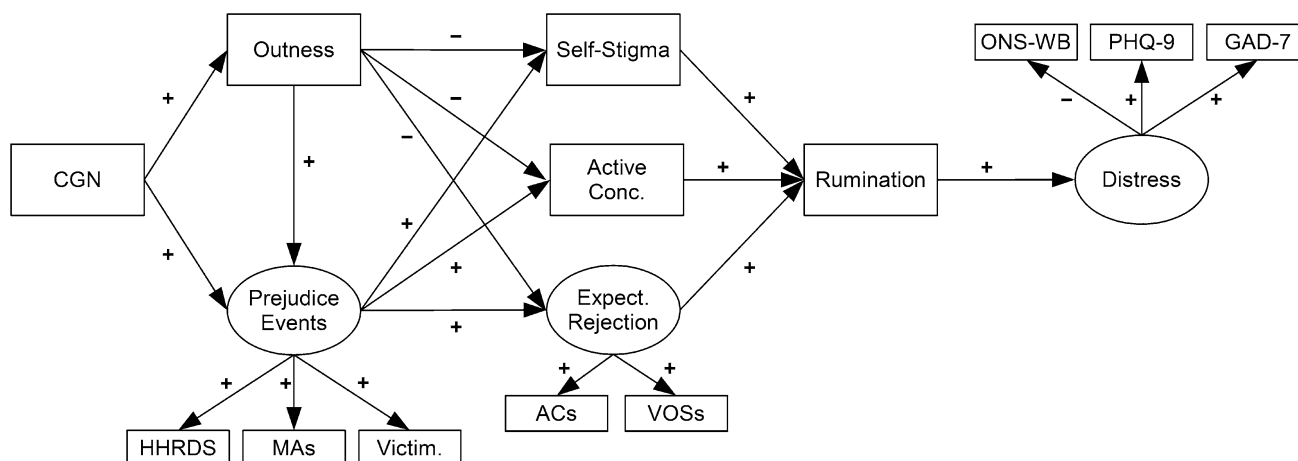 Outness
Self-Stigma
ONS-WB
PHQ-9
GAD-7
−
+
−
+
−
+
+
−
+
CGN
Active
Conc.
+
Rumination
+
Distress
+
+
+
+
Prejudice
Events
+
Expect.
Rejection
+
+
+
+
+
HHRDS
MAs
Victim.
ACs
VOSs